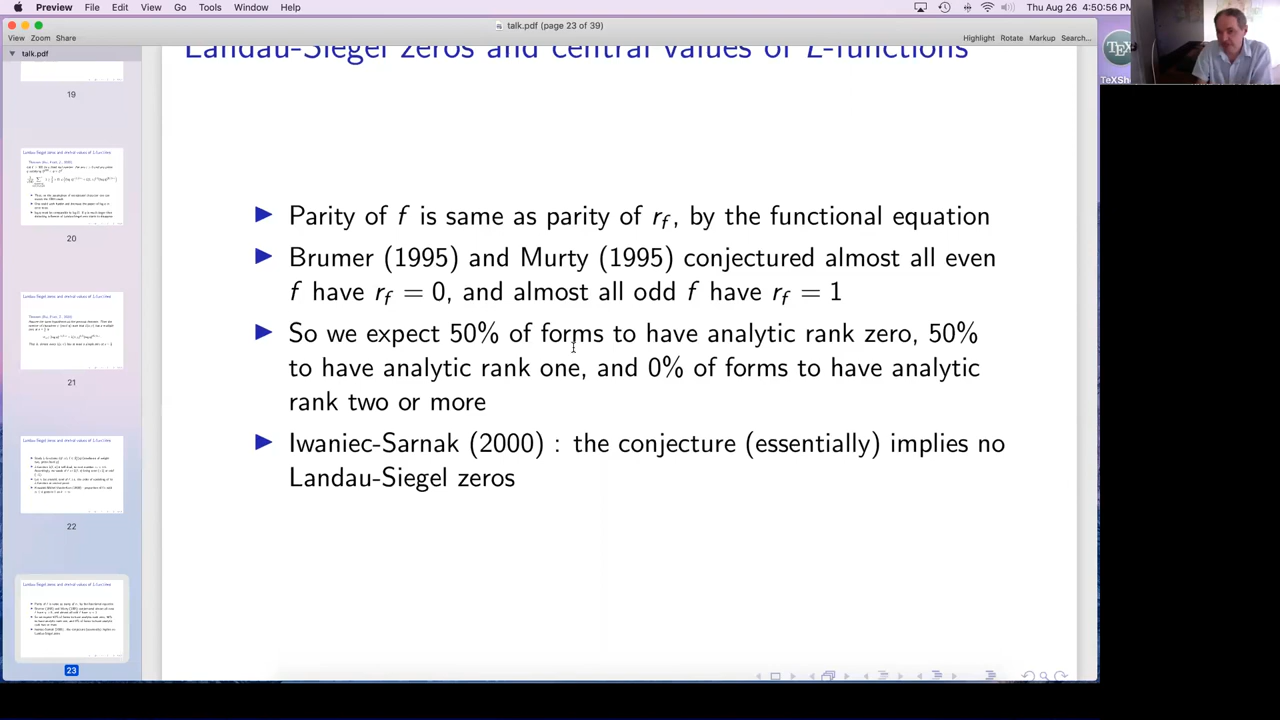 Preview File Edit View Go Tools Window Help
Thu Aug 26 4:50:56 PM
talk.pdf (page 23 of 39)
View Zoom Share
Highlight Rotate Markup Search...
talk.pdf
19
20
21
22
23
Landau-Siegel zeros and central values of L-functions
▶ Parity of f is same as parity of r_f, by the functional equation
▶ Brumer (1995) and Murty (1995) conjectured almost all even
f have r_f = 0, and almost all odd f have r_f = 1
▶ So we expect 50% of forms to have analytic rank zero, 50%
to have analytic rank one, and 0% of forms to have analytic
rank two or more
▶ Iwaniec-Sarnak (2000) : the conjecture (essentially) implies no
Landau-Siegel zeros